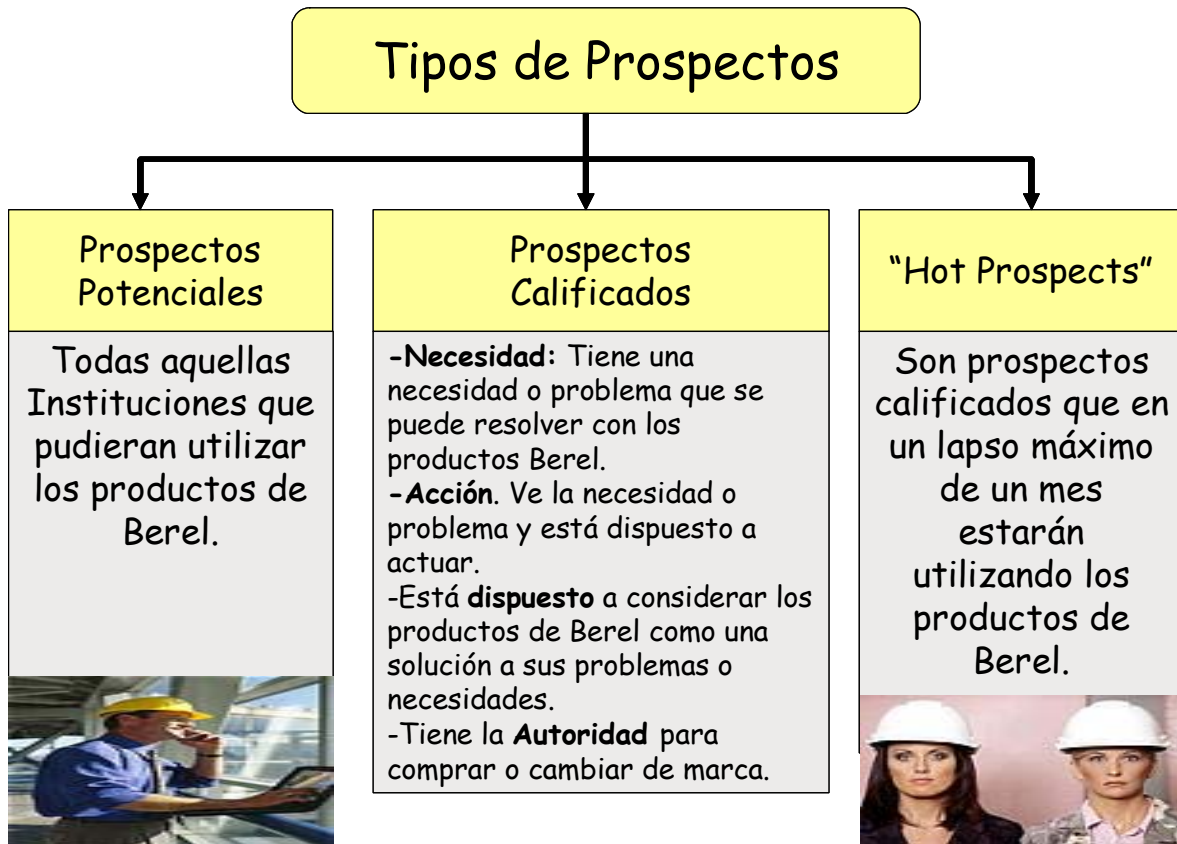 Tipos de Prospectos
Prospectos
Potenciales
Todas aquellas
Instituciones que
pudieran utilizar
los productos de
Berel.
Prospectos
Calificados
-Necesidad: Tiene una
necesidad o problema que se
puede resolver con los
productos Berel.
-Acción. Ve la necesidad o
problema y está dispuesto a
actuar.
-Está dispuesto a considerar los
productos de Berel como una
solución a sus problemas o
necesidades.
-Tiene la Autoridad para
comprar o cambiar de marca.
“Hot Prospects”
Son prospectos
calificados que en
un lapso máximo
de un mes
estarán
utilizando los
productos de
Berel.